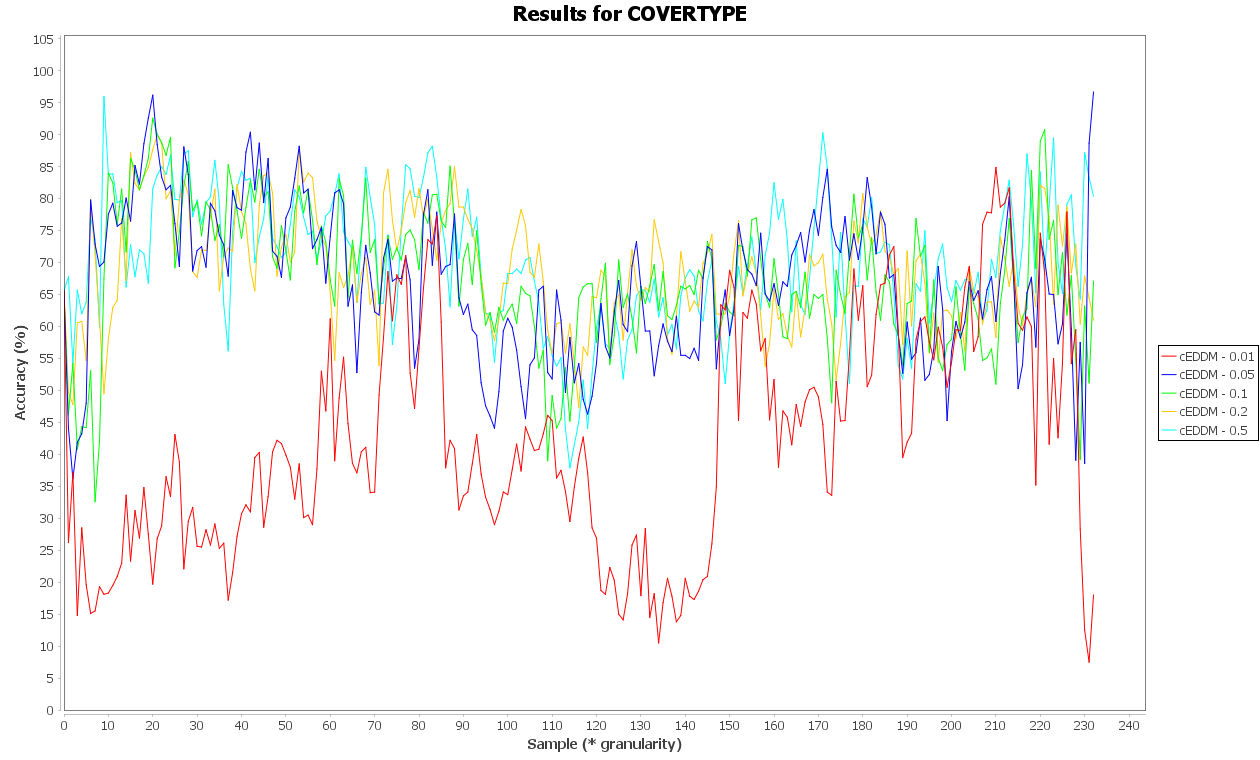 Results for COVERTYPE
105
100
95
90
85
80
75
70
65
60
55
50
45
40
35
30
25
20
15
10
5
0
Accuracy (%)
0 10 20 30 40 50 60 70 80 90 100 110 120 130 140 150 160 170 180 190 200 210 220 230 240
Sample (* granularity)
cEDDM - 0.01
cEDDM - 0.05
cEDDM - 0.1
cEDDM - 0.2
cEDDM - 0.5